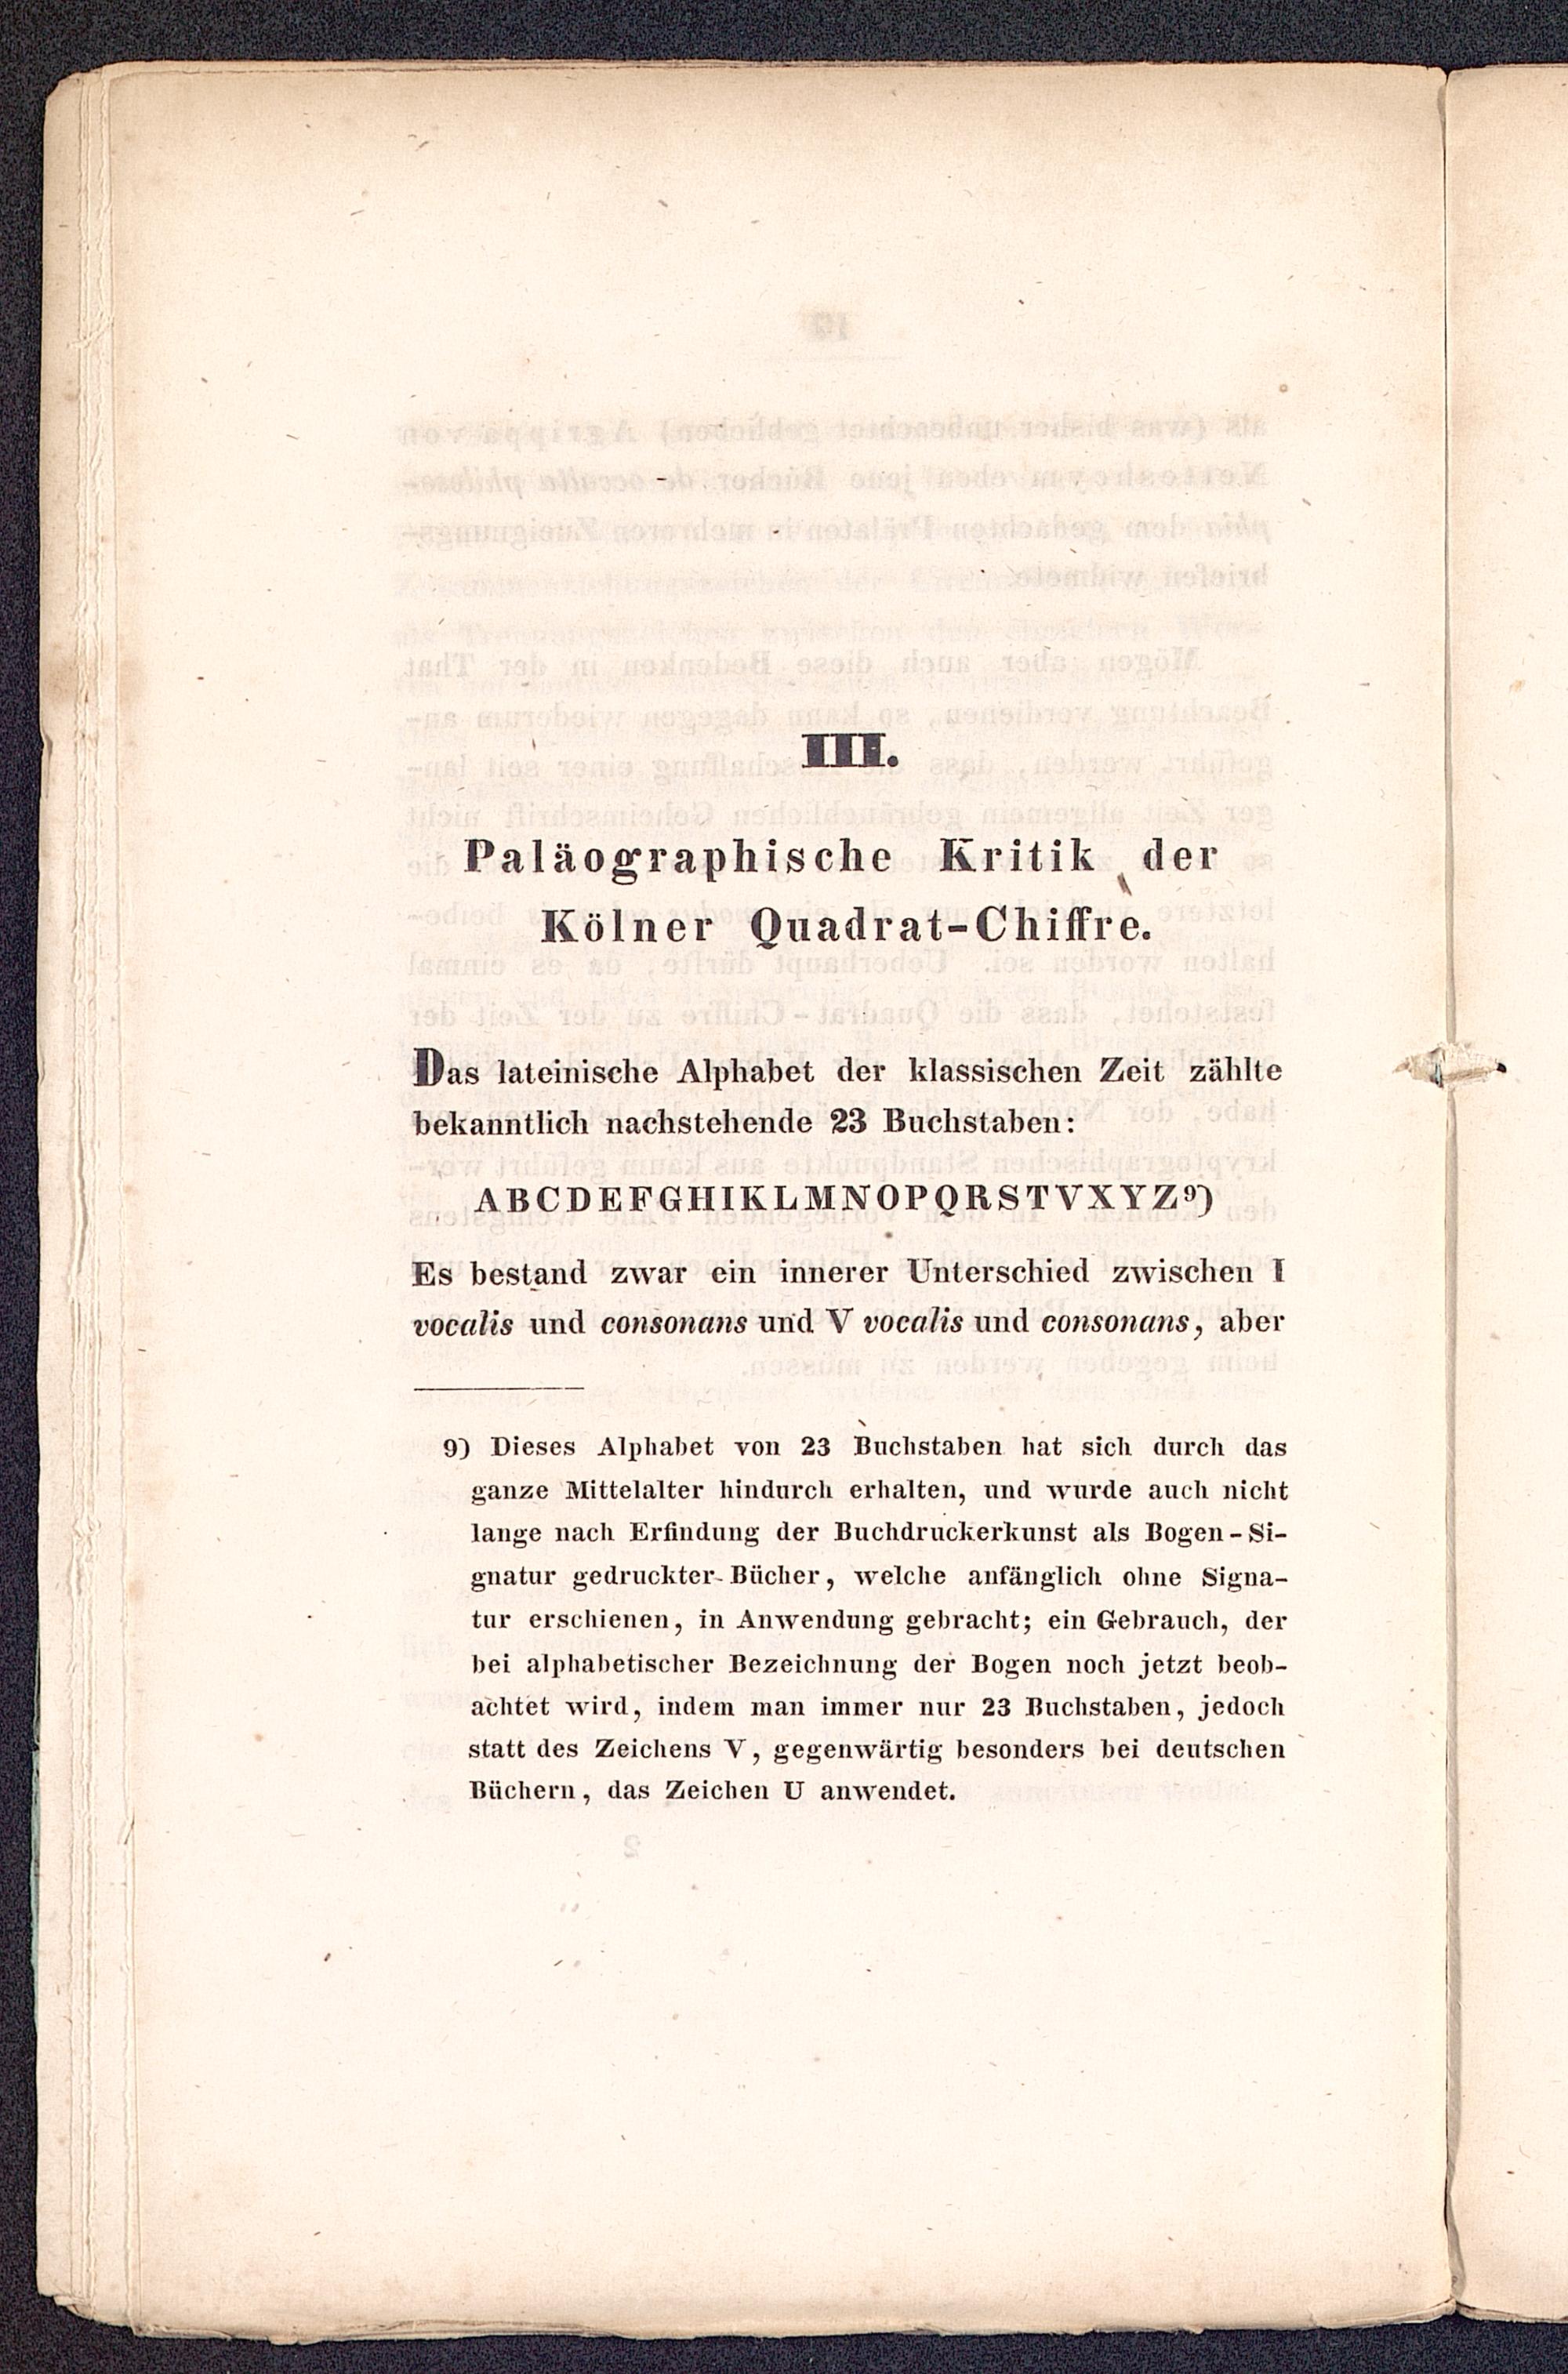 III.
Paläographische Kritik der
Kölner Quadrat-Chiffre.
Das lateinische Alphabet der klassischen Zeit zählte
bekanntlich nachstehende 23 Buchstaben:
ABCDEFGHIKLMNOPQRSTVXYZ⁹)
Es bestand zwar ein innerer Unterschied zwischen I
vocalis und consonans und V vocalis und consonans, aber
9) Dieses Alphabet von 23 Buchstaben hat sich durch das
ganze Mittelalter hindurch erhalten, und wurde auch nicht
lange nach Erfindung der Buchdruckerkunst als Bogen-Si-
gnatur gedruckter Bücher, welche anfänglich ohne Signa-
tur erschienen, in Anwendung gebracht; ein Gebrauch, der
bei alphabetischer Bezeichnung der Bogen noch jetzt beob-
achtet wird, indem man immer nur 23 Buchstaben, jedoch
statt des Zeichens V, gegenwärtig besonders bei deutschen
Büchern, das Zeichen U anwendet.